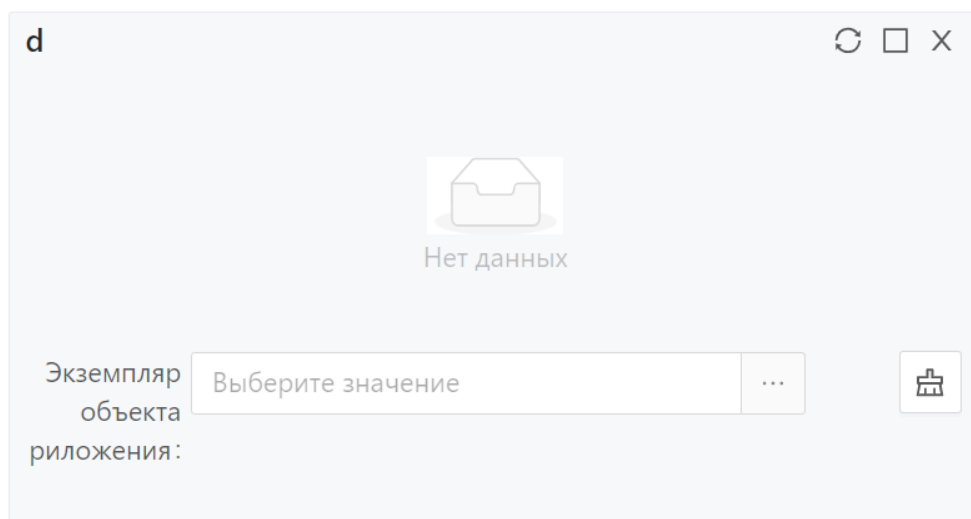 d
Нет данных
Экземпляр
объекта
риложения:
Выберите значение
...